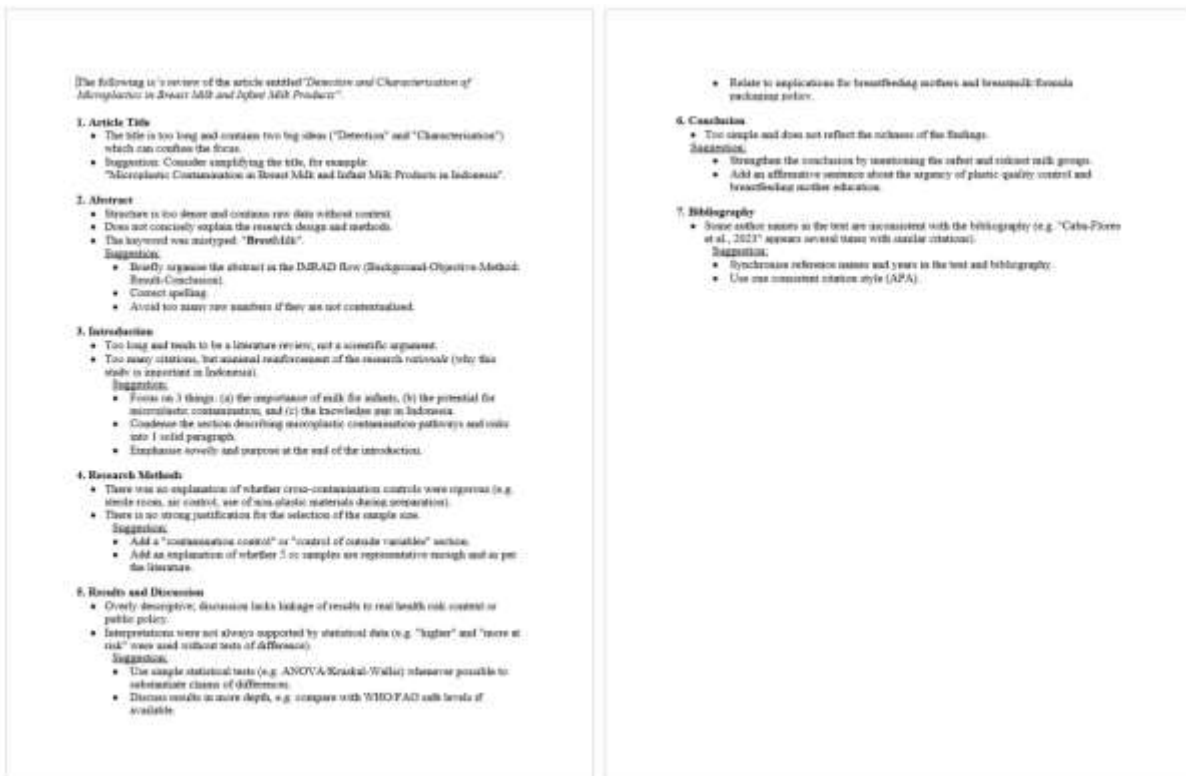 The following is 's review of the article entitled "Detection and Characterization of
Microplastics in Breast Milk and Infant Milk Products".
1. Article Title
• The title is too long and contains two big ideas ("Detection" and "Characterisation")
which can confuse the focus.
• Suggestion: Consider simplifying the title, for example:
"Microplastic Contamination in Breast Milk and Infant Milk Products in Indonesia".
2. Abstract
• Structure is too dense and contains raw data without context.
• Does not concisely explain the research design and methods.
• The keyword was mistyped: "BrestMilk".
Suggestion:
• Briefly organise the abstract in the IMRAD flow (Background-Objective-Method-
Result-Conclusion).
• Correct spelling.
• Avoid too many raw numbers if they are not contextualised.
3. Introduction
• Too long and tends to be a literature review, not a scientific argument.
• Too many citations, but minimal reinforcement of the research rationale (why this
study is important in Indonesia).
Suggestion:
• Focus on 3 things: (a) the importance of milk for infants, (b) the potential for
microplastic contamination, and (c) the knowledge gap in Indonesia.
• Condense the section describing microplastic contamination pathways and risks
into 1 solid paragraph.
• Emphasise novelty and purpose at the end of the introduction.
4. Research Methods
• There was no explanation of whether cross-contamination controls were rigorous (e.g.
sterile room, air control, use of non-plastic materials during preparation).
• There is no strong justification for the selection of the sample size.
Suggestion:
• Add a "contamination control" or "control of outside variables" section.
• Add an explanation of whether 5 cc samples are representative enough and as per
the literature.
5. Results and Discussion
• Overly descriptive; discussion lacks linkage of results to real health risk context or
public policy.
• Interpretations were not always supported by statistical data (e.g. "higher" and "more at
risk" were used without tests of difference).
Suggestion:
• Use simple statistical tests (e.g. ANOVA/Kruskal-Wallis) whenever possible to
substantiate claims of differences.
• Discuss results in more depth, e.g. compare with WHO/FAO safe levels if
available.
• Relate to implications for breastfeeding mothers and breastmilk/formula
packaging policy.
6. Conclusion
• Too simple and does not reflect the richness of the findings.
Suggestion:
• Strengthen the conclusion by mentioning the safest and riskiest milk groups.
• Add an affirmative sentence about the urgency of plastic quality control and
breastfeeding mother education.
7. Bibliography
• Some author names in the text are inconsistent with the bibliography (e.g. "Caba-Flores
et al., 2023" appears several times with similar citations).
Suggestion:
• Synchronise reference names and years in the text and bibliography.
• Use one consistent citation style (APA).